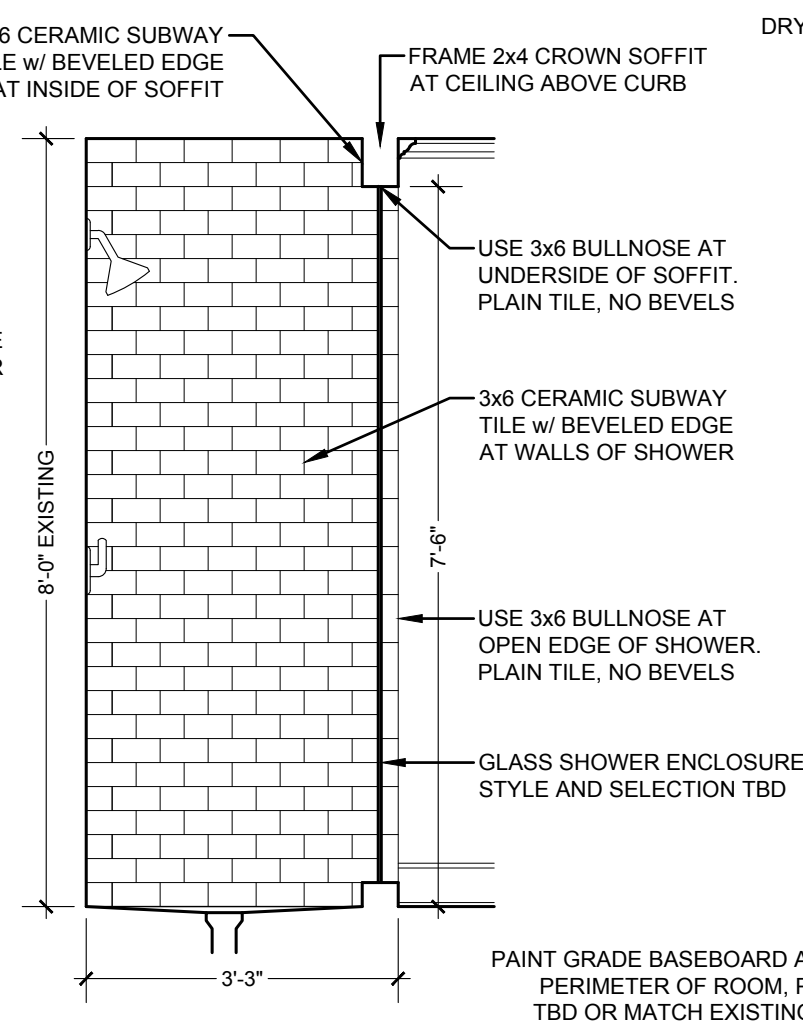 6 CERAMIC SUBWAY
LE w/ BEVELED EDGE
AT INSIDE OF SOFFIT
DRY
FRAME 2x4 CROWN SOFFIT
AT CEILING ABOVE CURB
USE 3x6 BULLNOSE AT
UNDERSIDE OF SOFFIT.
PLAIN TILE, NO BEVELS
3x6 CERAMIC SUBWAY
TILE w/ BEVELED EDGE
AT WALLS OF SHOWER
8'-0" EXISTING
7'-6"
USE 3x6 BULLNOSE AT
OPEN EDGE OF SHOWER.
PLAIN TILE, NO BEVELS
GLASS SHOWER ENCLOSURE
STYLE AND SELECTION TBD
3'-3"
PAINT GRADE BASEBOARD A
PERIMETER OF ROOM, P
TBD OR MATCH EXISTING